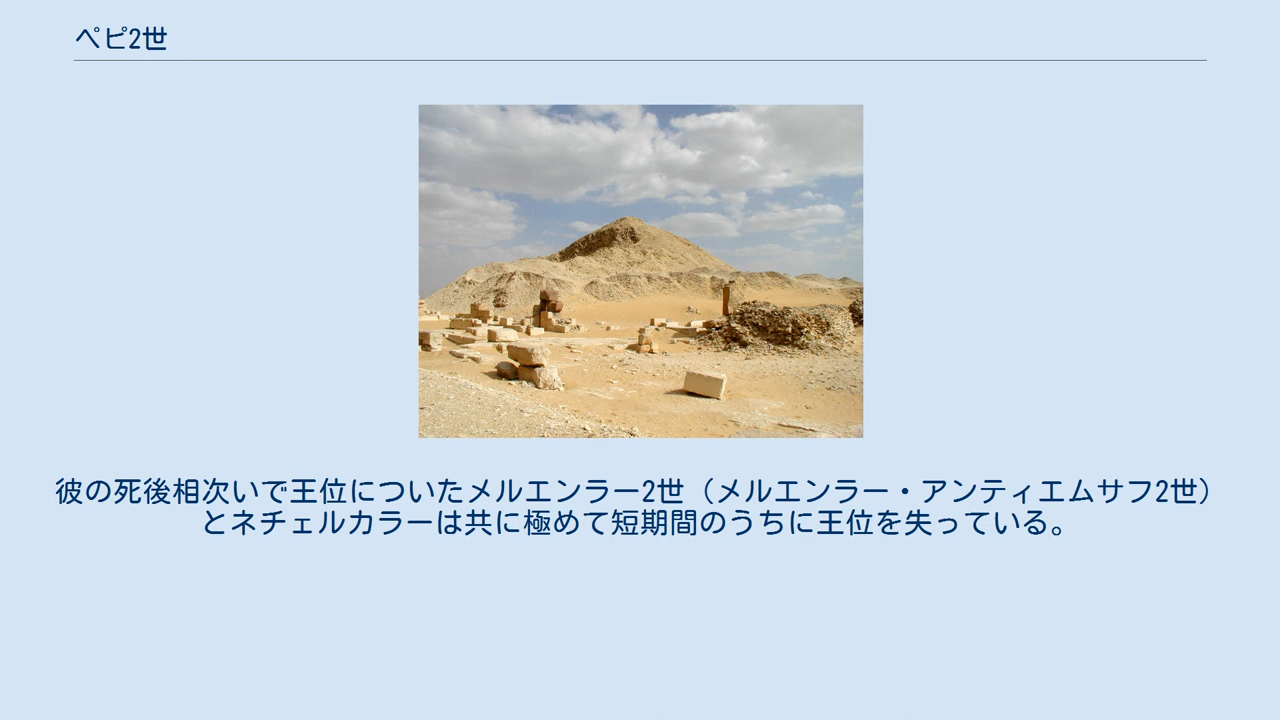 ペピ2世
彼の死後相次いで王位についたメルエンラー2世（メルエンラー・アンティエムサフ2世）
とネチェルカラーは共に極めて短期間のうちに王位を失っている。